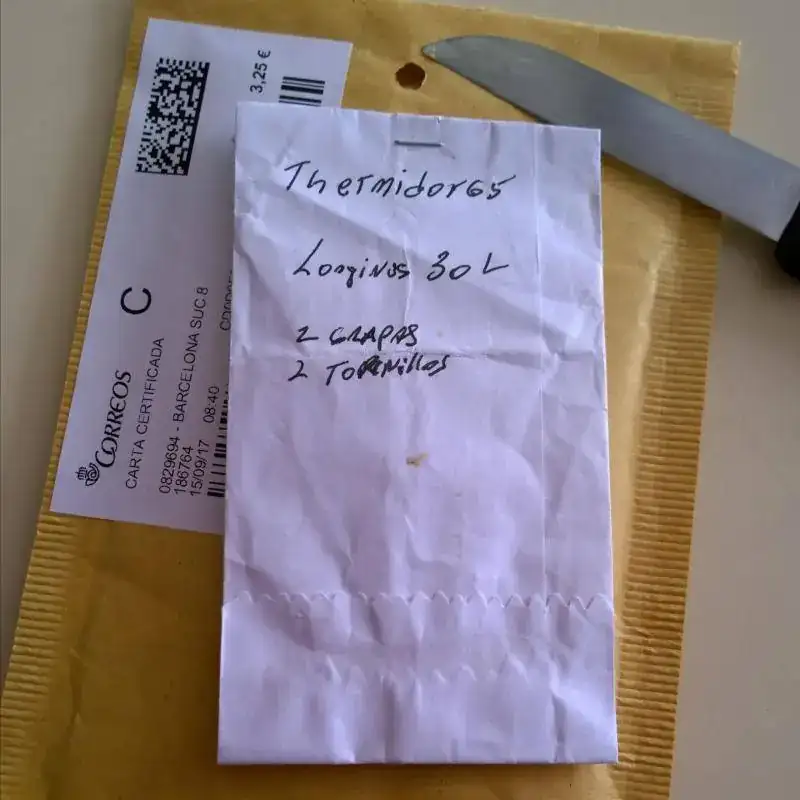 3,25 €
C
CORREOS
CARTA CERTIFICADA
0829694 - BARCELONA SUC.8
186764
15/09/17 08:40
Thermidor65
Longinus 30L
2 GRAPAS
2 TORNillos